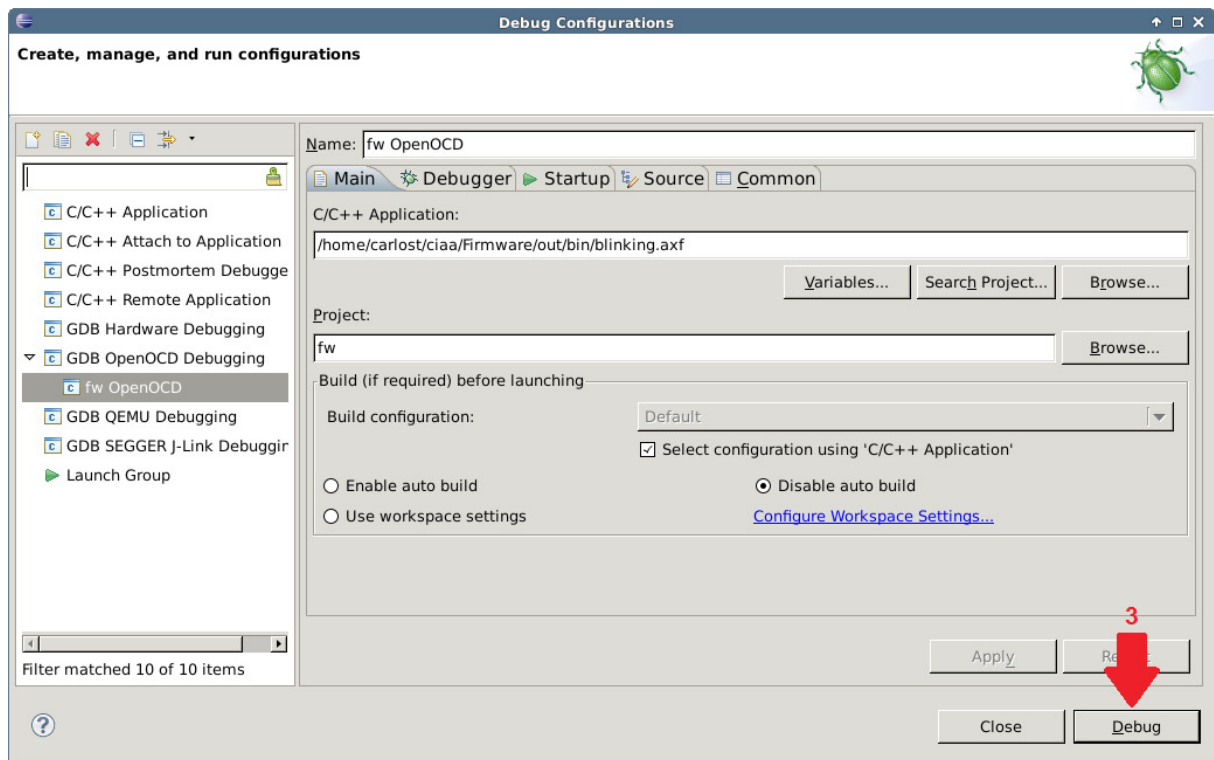 Debug Configurations
Create, manage, and run configurations
Name: fw OpenOCD
Main Debugger Startup Source Common
C/C++ Application
C/C++ Attach to Application
C/C++ Postmortem Debugge
C/C++ Remote Application
GDB Hardware Debugging
GDB OpenOCD Debugging
fw OpenOCD
GDB QEMU Debugging
GDB SEGGER J-Link Debuggin
Launch Group
Filter matched 10 of 10 items
C/C++ Application:
/home/carlost/ciaa/Firmware/out/bin/blinking.axf
Variables... Search Project... Browse...
Project:
fw
Browse...
Build (if required) before launching
Build configuration: Default
Select configuration using 'C/C++ Application'
Enable auto build Disable auto build
Use workspace settings Configure Workspace Settings...
3
Apply
Close Debug